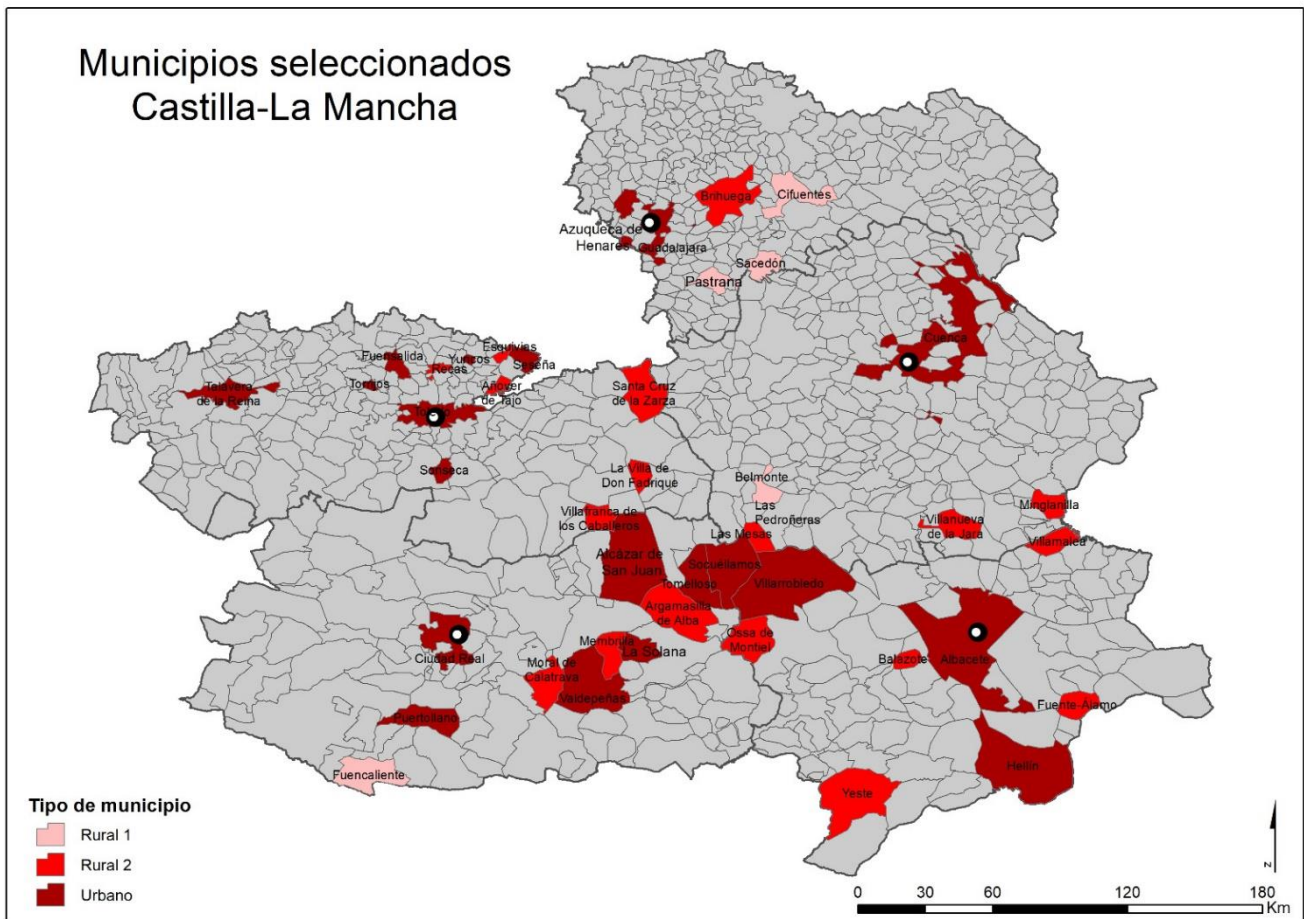 Municipios seleccionados
Castilla-La Mancha
Brihuega
Cifuentes
Azuqueca de
Henares
Guadalajara
Sacedón
Pastrana
Cuenca
Esquivias
Fuensalida
Yuncos
Seseña
Recas
Torrijos
Talavera
de la Reina
Añover
de Tajo
Santa Cruz
de la Zarza
Toledo
Sonseca
La Villa de
Don Fadrique
Belmonte
Las
Pedroñeras
Villafranca de
los Caballeros
Las Mesas
Minglanilla
Villanueva
de la Jara
Villamalea
Alcázar de
San Juan
Socuéllamos
Tomelloso
Villarrobledo
Argamasilla
de Alba
Ossa de
Montiel
Membrilla
La Solana
Ciudad Real
Moral de
Calatrava
Valdepeñas
Balazote
Albacete
Fuente-Álamo
Puertollano
Hellín
Fuencaliente
Yeste
Tipo de municipio
Rural 1
Rural 2
Urbano
N
0 30 60 120 180
Km